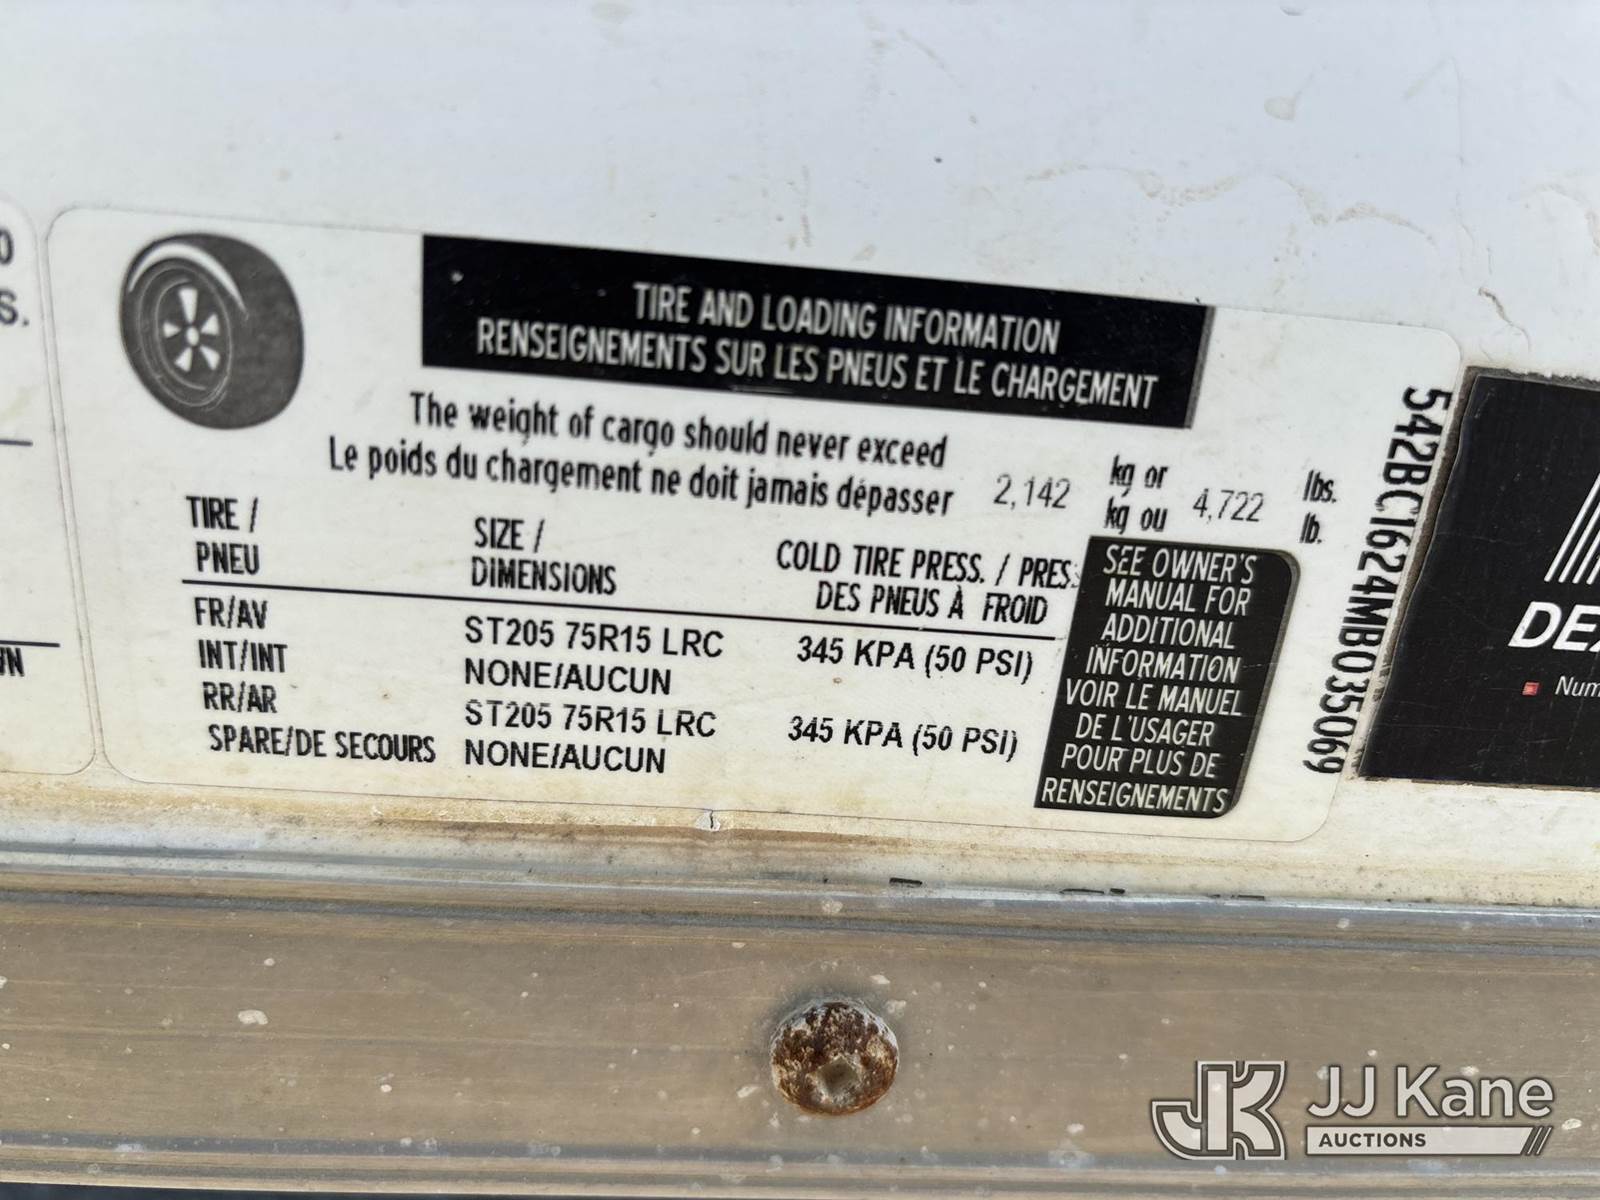 TIRE AND LOADING INFORMATION
RENSEIGNEMENTS SUR LES PNEUS ET LE CHARGEMENT
The weight of cargo should never exceed
Le poids du chargement ne doit jamais dépasser
2,142
kg or
kg ou
4,722
lbs.
lb.
TIRE /
PNEU
SIZE /
DIMENSIONS
COLD TIRE PRESS. / PRES.
DES PNEUS À FROID
FR/AV
ST205 75R15 LRC
345 KPA (50 PSI)
INT/INT
NONE/AUCUN
RR/AR
ST205 75R15 LRC
345 KPA (50 PSI)
SPARE/DE SECOURS
NONE/AUCUN
SEE OWNER'S
MANUAL FOR
ADDITIONAL
INFORMATION
VOIR LE MANUEL
DE L'USAGER
POUR PLUS DE
RENSEIGNEMENTS
542BC1624MB035069
JK
JJ Kane
AUCTIONS